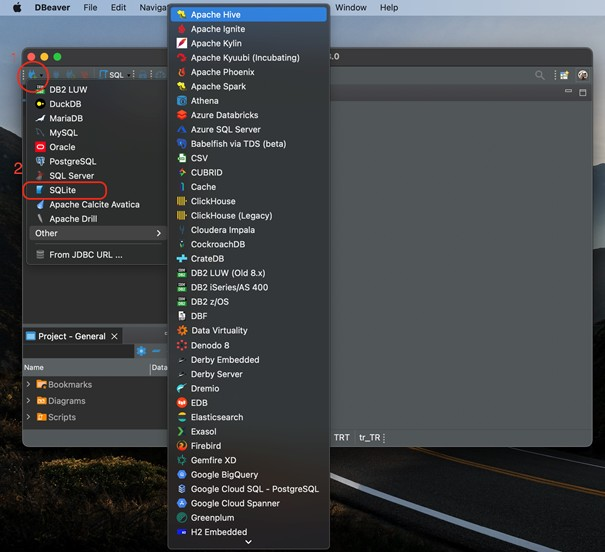 DBeaver File Edit Naviga Window Help
1
.0
SQL
2
DB2 LUW
DuckDB
MariaDB
MySQL
Oracle
PostgreSQL
SQL Server
SQLite
Apache Calcite Avatica
Apache Drill
Other
From JDBC URL ...
Apache Hive
Apache Ignite
Apache Kylin
Apache Kyuubi (Incubating)
Apache Phoenix
Apache Spark
Athena
Azure Databricks
Azure SQL Server
Babelfish via TDS (beta)
CSV
CUBRID
Cache
ClickHouse
ClickHouse (Legacy)
Cloudera Impala
CockroachDB
CrateDB
DB2 LUW (Old 8.x)
DB2 iSeries/AS 400
DB2 z/OS
DBF
Data Virtuality
Denodo 8
Derby Embedded
Derby Server
Dremio
EDB
Elasticsearch
Exasol
Firebird
Gemfire XD
Google BigQuery
Google Cloud SQL - PostgreSQL
Google Cloud Spanner
Greenplum
H2 Embedded
Project - General
Name Data
Bookmarks
Diagrams
Scripts
TRT tr_TR